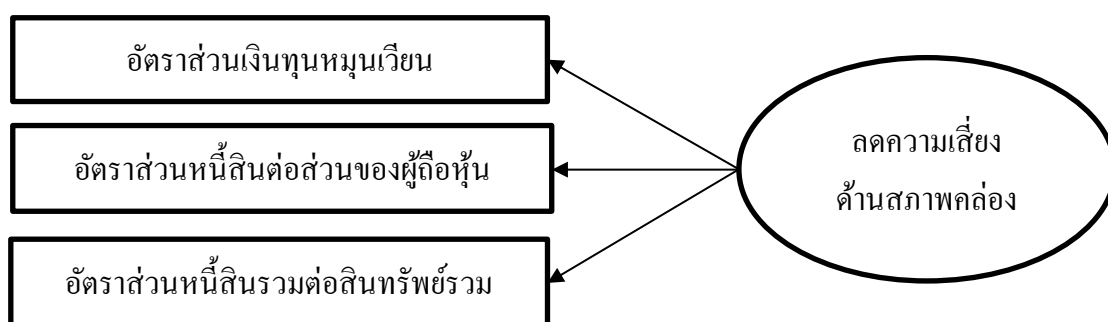 อัตราส่วนเงินทุนหมุนเวียน
อัตราส่วนหนี้สินต่อส่วนของผู้ถือหุ้น
อัตราส่วนหนี้สินรวมต่อสินทรัพย์รวม
ลดความเสี่ยง
ด้านสภาพคล่อง